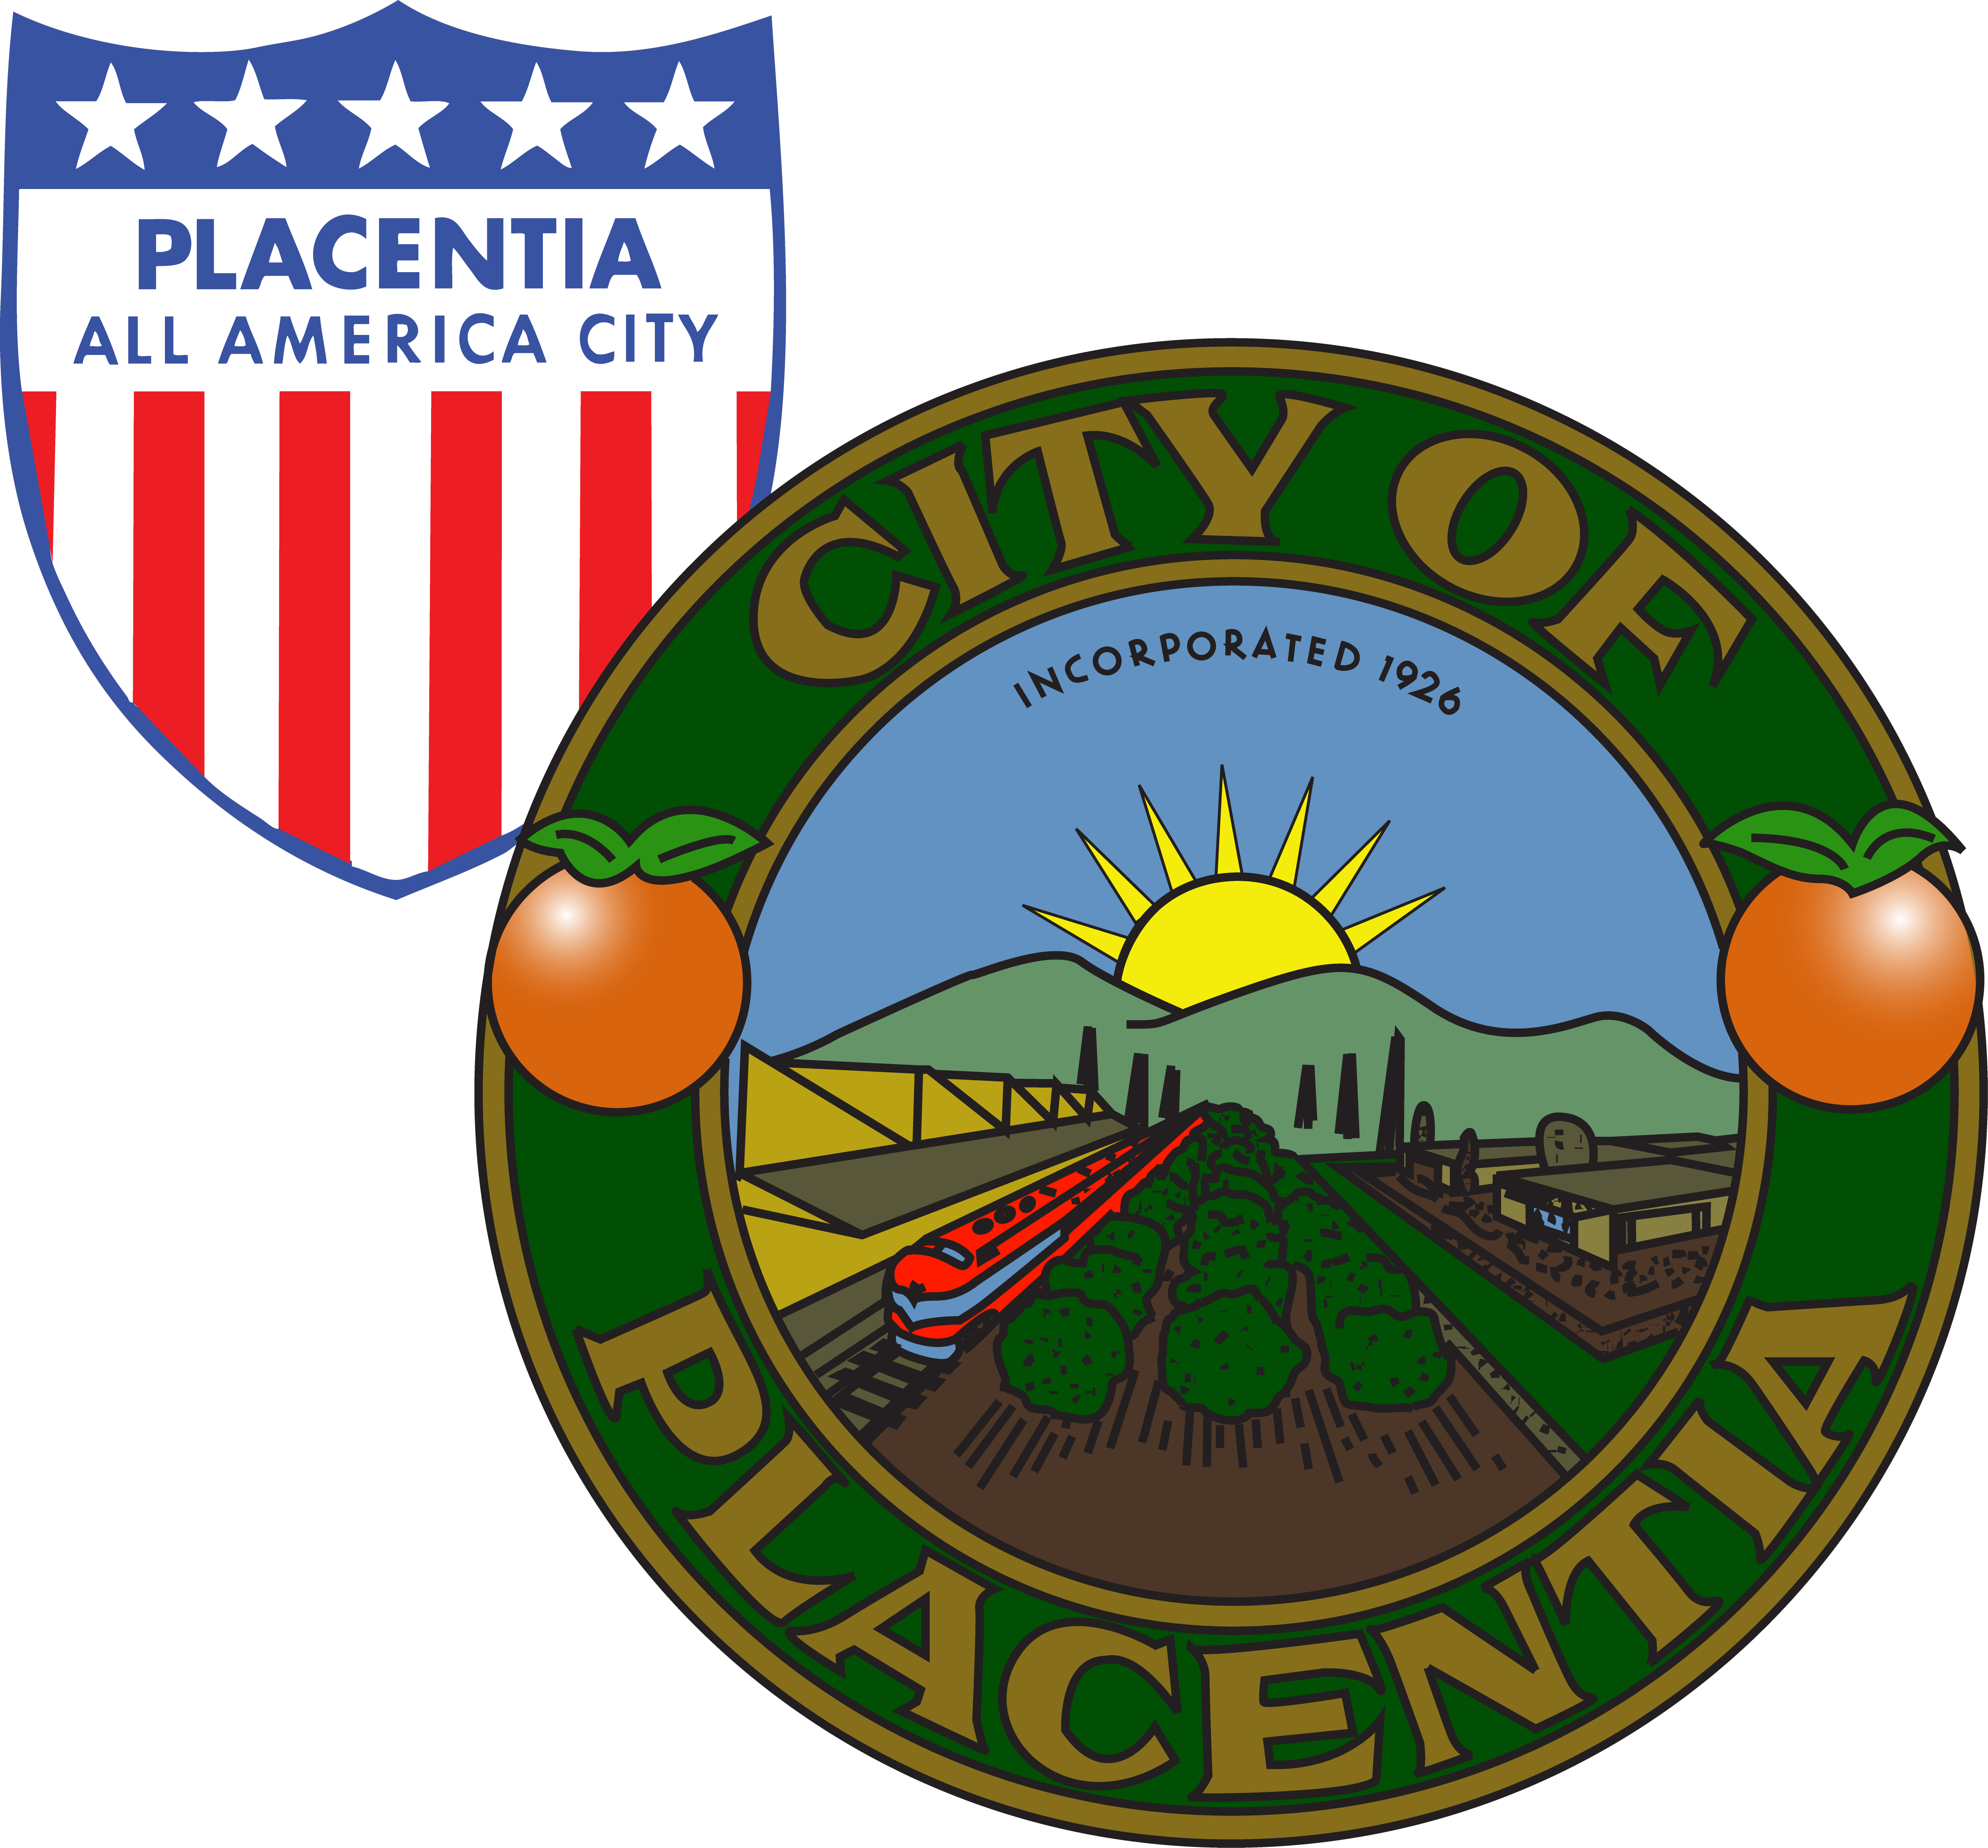 PLACENTIA
ALL AMERICA CITY
CITY OF
INCORPORATED 1926
PLACENTIA